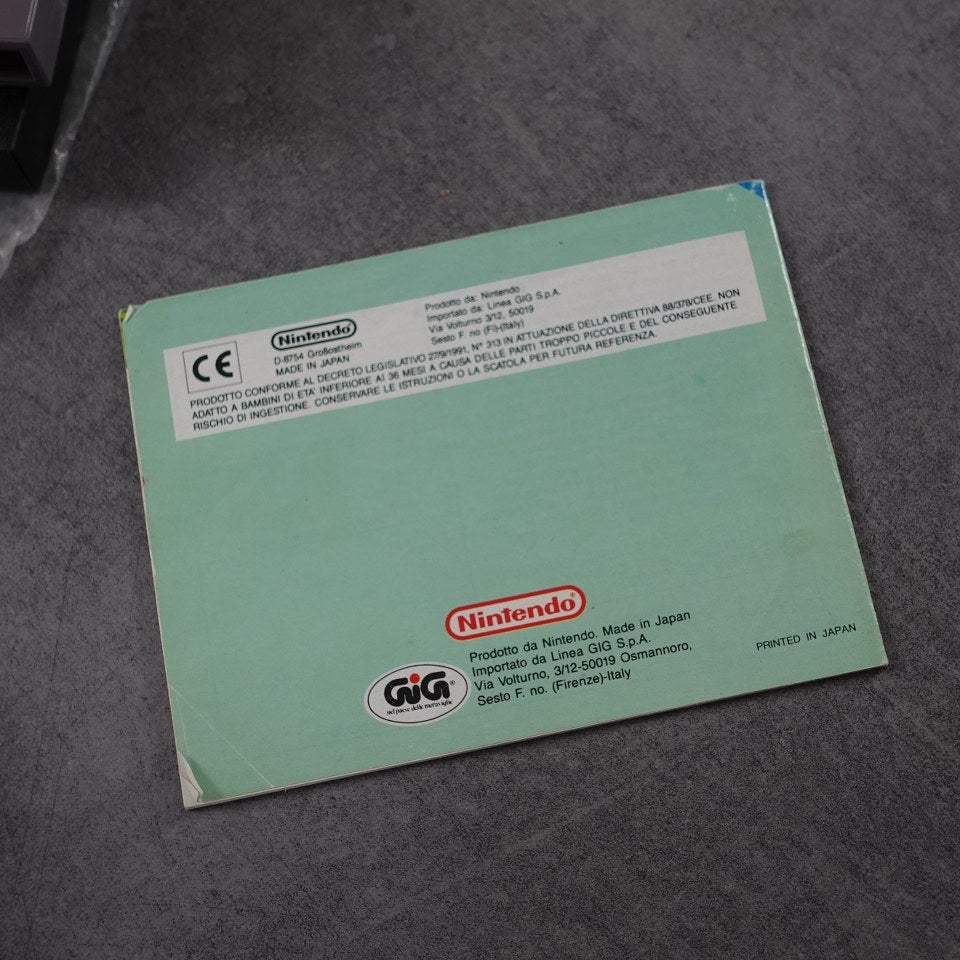 CE
Nintendo
D-8754 Großostheim
MADE IN JAPAN
Prodotto da: Nintendo
Importato da: Linea GIG S.p.A.
Via Volturno 3/12, 50019
Sesto F. no (Fi)-(Italy)
PRODOTTO CONFORME AL DECRETO LEGISLATIVO 27/9/1991, N° 313 IN ATTUAZIONE DELLA DIRETTIVA 88/378/CEE. NON
ADATTO A BAMBINI DI ETA' INFERIORE AI 36 MESI A CAUSA DELLE PARTI TROPPO PICCOLE E DEL CONSEGUENTE
RISCHIO DI INGESTIONE. CONSERVARE LE ISTRUZIONI O LA SCATOLA PER FUTURA REFERENZA.
Nintendo®
Prodotto da Nintendo. Made in Japan
Importato da Linea GIG S.p.A.
Via Volturno, 3/12-50019 Osmannoro,
Sesto F. no. (Firenze)-Italy
GiG®
nel paese delle meraviglie
PRINTED IN JAPAN